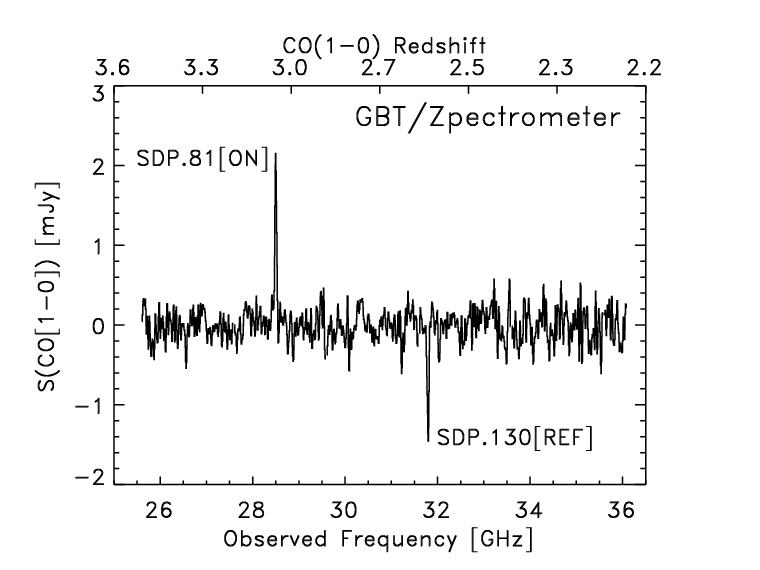 CO(1−0) Redshift
3.6 3.3 3.0 2.7 2.5 2.3 2.2
GBT/Zpectrometer
SDP.81[ON]
SDP.130[REF]
3
2
1
0
−1
−2
S(CO[1−0]) [mJy]
26 28 30 32 34 36
Observed Frequency [GHz]